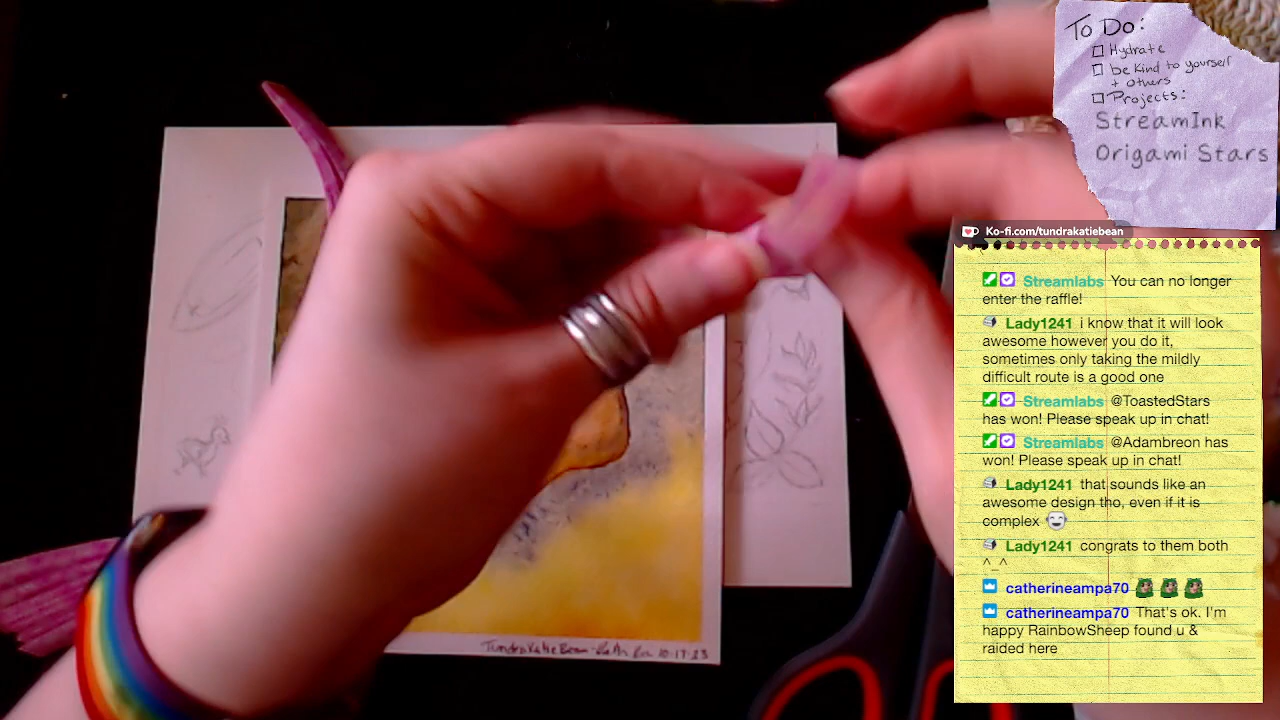 To Do:
Hydrate
be Kind to yourself
+ others
Projects:
StreamInk
Origami Stars
Ko-fi.com/tundrakatiebean
Streamlabs You can no longer
enter the raffle!
Lady1241 i know that it will look
awesome however you do it,
sometimes only taking the mildly
difficult route is a good one
Streamlabs @ToastedStars
has won! Please speak up in chat!
Streamlabs @Adambreon has
won! Please speak up in chat!
Lady1241 that sounds like an
awesome design tho, even if it is
complex
Lady1241 congrats to them both
^_^
catherineampa70
catherineampa70 That's ok. I'm
happy RainbowSheep found u &
raided here
TundraKatieBean